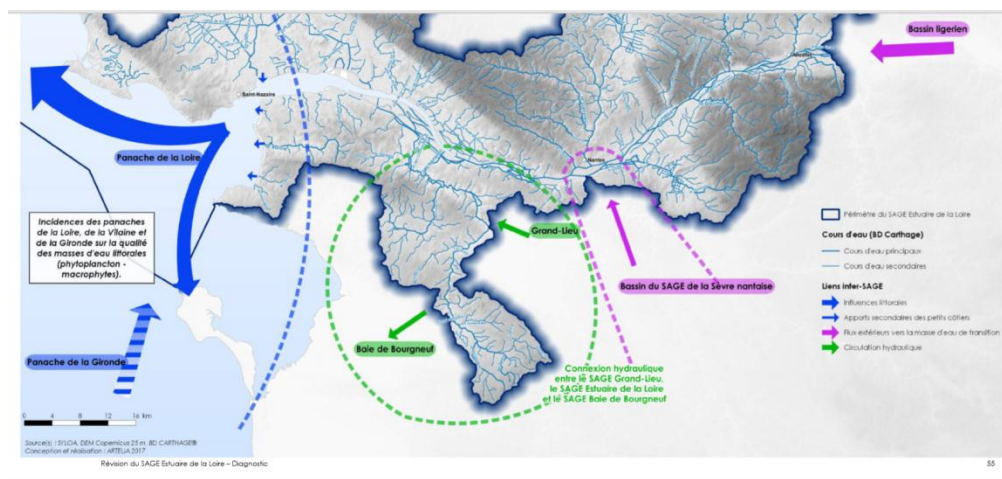 Bassin ligerien
Saint-Nazaire
Panache de la Loire
Nantes
Incidences des panaches
de la Loire, de la Vilaine et
de la Gironde sur la qualité
des masses d'eau littorales
(phytoplancton -
macrophytes).
Grand-Lieu
Bassin du SAGE de la Sèvre nantaise
Baie de Bourgneuf
Panache de la Gironde
Connexion hydraulique
entre le SAGE Grand-Lieu,
le SAGE Estuaire de la Loire
et le SAGE Baie de Bourgneuf
Périmètre du SAGE Estuaire de la Loire
Cours d'eau (BD Carthage)
Cours d'eau principaux
Cours d'eau secondaires
Liens inter-SAGE
Influences littorales
Apports secondaires des petits côtiers
Flux extérieurs vers la masse d'eau de transition
Circulation hydraulique
0 4 8 12 16 km
Source(s) : SYLOA, DEM Copernicus 25 m, BD CARTHAGE®
Conception et réalisation : ARTELIA 2017
Révision du SAGE Estuaire de la Loire – Diagnostic
55